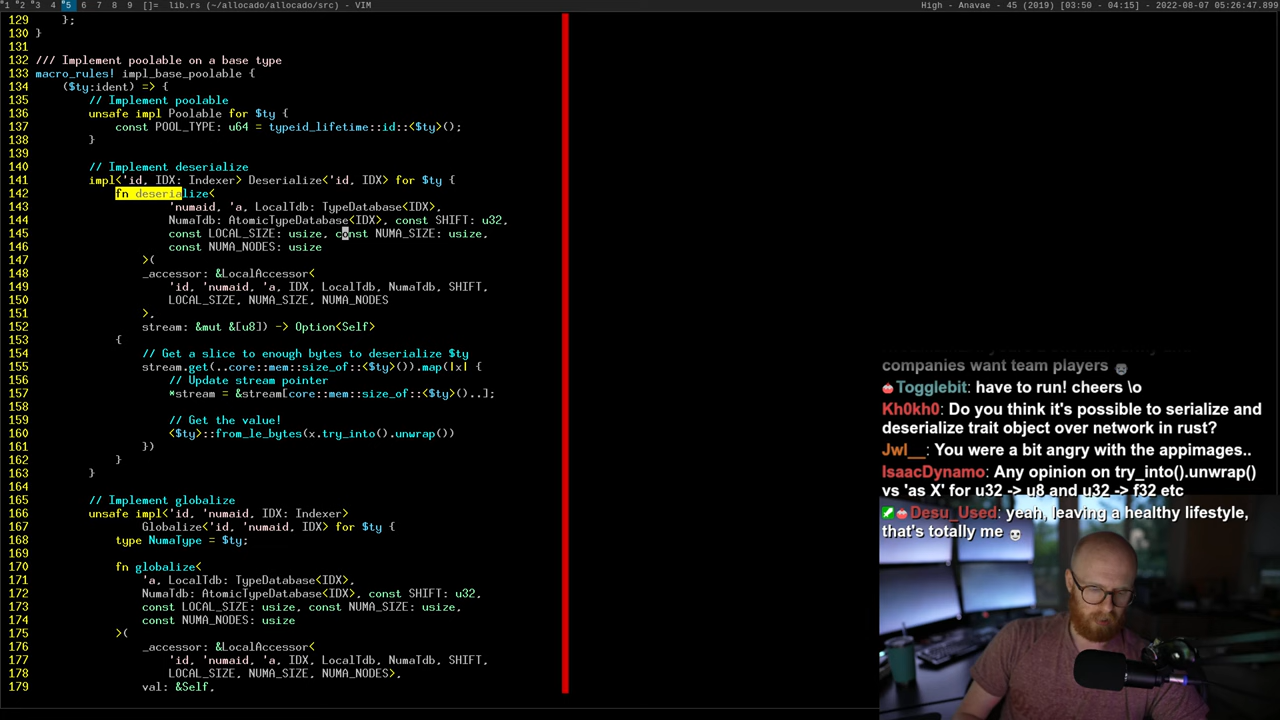 1 2 3 5 6 7 8 9 []= lib.rs (~/allocado/allocado/src) - VIM
High - Anavae - 45 (2019) [03:50 - 04:15] - 2022-08-07 05:26:47.899
129 };
130 }
131
132 /// Implement poolable on a base type
133 macro_rules! impl_base_poolable {
134 ($ty:ident) => {
135 // Implement poolable
136 unsafe impl Poolable for $ty {
137 const POOL_TYPE: u64 = typeid_lifetime::id::<$ty>();
138 }
139
140 // Implement deserialize
141 impl<'id, IDX: Indexer> Deserialize<'id, IDX> for $ty {
142 fn deserialize<
143 'numaid, 'a, LocalTdb: TypeDatabase<IDX>,
144 NumaTdb: AtomicTypeDatabase<IDX>, const SHIFT: u32,
145 const LOCAL_SIZE: usize, const NUMA_SIZE: usize,
146 const NUMA_NODES: usize
147 >(
148 _accessor: &LocalAccessor<
149 'id, 'numaid, 'a, IDX, LocalTdb, NumaTdb, SHIFT,
150 LOCAL_SIZE, NUMA_SIZE, NUMA_NODES
151 >,
152 stream: &mut &[u8]) -> Option<Self>
153 {
154 // Get a slice to enough bytes to deserialize $ty
155 stream.get(..core::mem::size_of::<$ty>()).map(|x| {
156 // Update stream pointer
157 *stream = &stream[core::mem::size_of::<$ty>()..];
158
159 // Get the value!
160 <$ty>::from_le_bytes(x.try_into().unwrap())
161 })
162 }
163 }
164
165 // Implement globalize
166 unsafe impl<'id, 'numaid, IDX: Indexer>
167 Globalize<'id, 'numaid, IDX> for $ty {
168 type NumaType = $ty;
169
170 fn globalize<
171 'a, LocalTdb: TypeDatabase<IDX>,
172 NumaTdb: AtomicTypeDatabase<IDX>, const SHIFT: u32,
173 const LOCAL_SIZE: usize, const NUMA_SIZE: usize,
174 const NUMA_NODES: usize
175 >(
176 _accessor: &LocalAccessor<
177 'id, 'numaid, 'a, IDX, LocalTdb, NumaTdb, SHIFT,
178 LOCAL_SIZE, NUMA_SIZE, NUMA_NODES>,
179 val: &Self,
companies want team players
Togglebit: have to run! cheers \o
Kh0kh0: Do you think it's possible to serialize and
deserialize trait object over network in rust?
Jwl__: You were a bit angry with the appimages..
IsaacDynamo: Any opinion on try_into().unwrap()
vs 'as X' for u32 -> u8 and u32 -> f32 etc
Desu_Used: yeah, leaving a healthy lifestyle,
that's totally me